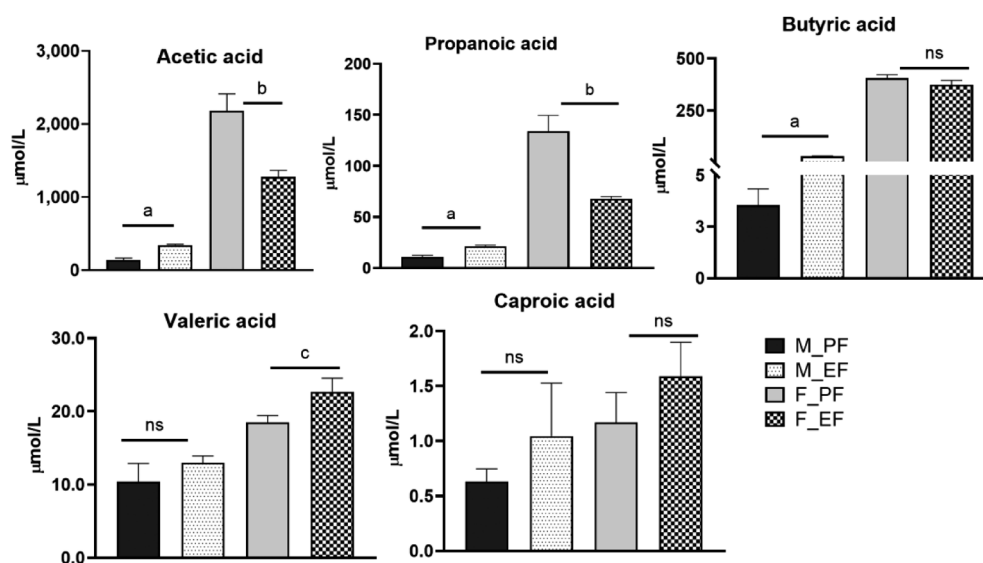 Acetic acid
3,000
2,000
1,000
0
μmol/L
a
b
Propanoic acid
200
150
100
50
0
μmol/L
a
b
Butyric acid
500
250
5
3
0
μmol/L
a
ns
Valeric acid
30.0
20.0
10.0
0.0
μmol/L
ns
c
Caproic acid
2.0
1.5
1.0
0.5
0.0
μmol/L
ns
ns
M_PF
M_EF
F_PF
F_EF